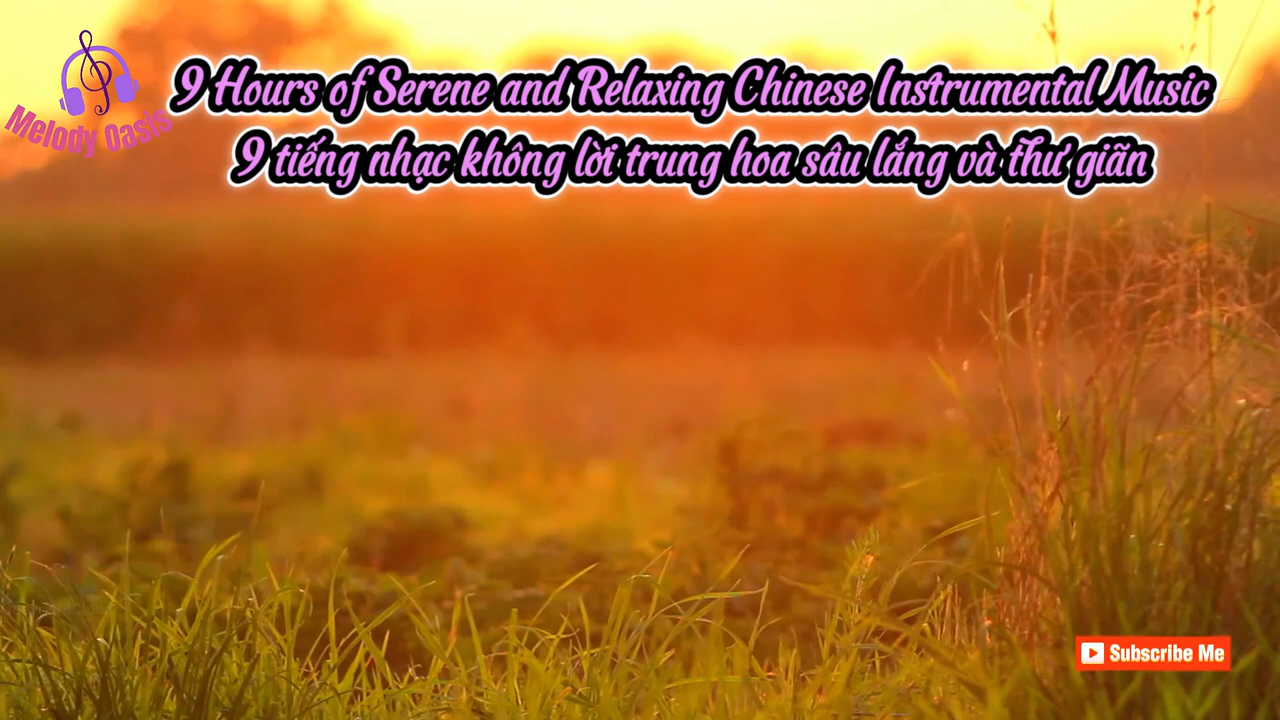 9 Hours of Serene and Relaxing Chinese Instrumental Music
9 tiếng nhạc không lời trung hoa sâu lắng và thư giãn
Melody Oasis
Subscribe Me